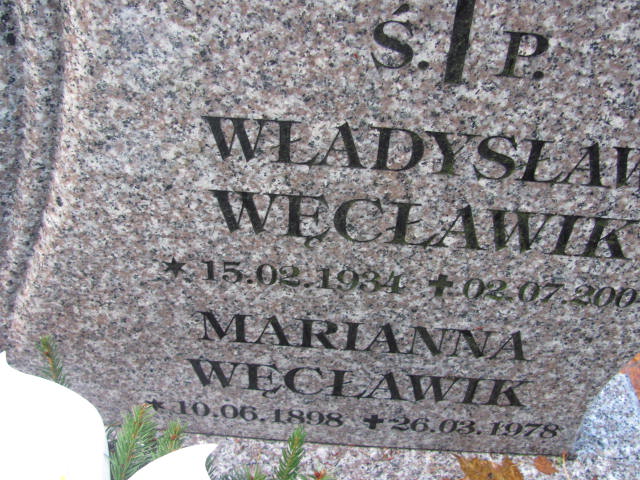 Ś. P.
WŁADYSŁAW
WĘCŁAWIK
★ 15.02.1934 ✝ 02.07.200
MARIANNA
WĘCŁAWIK
★ 10.06.1898 ✝ 26.03.1978